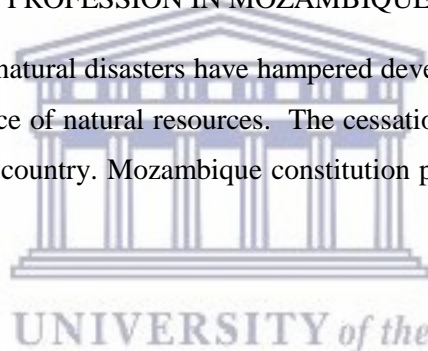 PROFESSION IN MOZAMBIQUE
natural disasters have hampered deve
ce of natural resources. The cessatio
country. Mozambique constitution p
UNIVERSITY of the